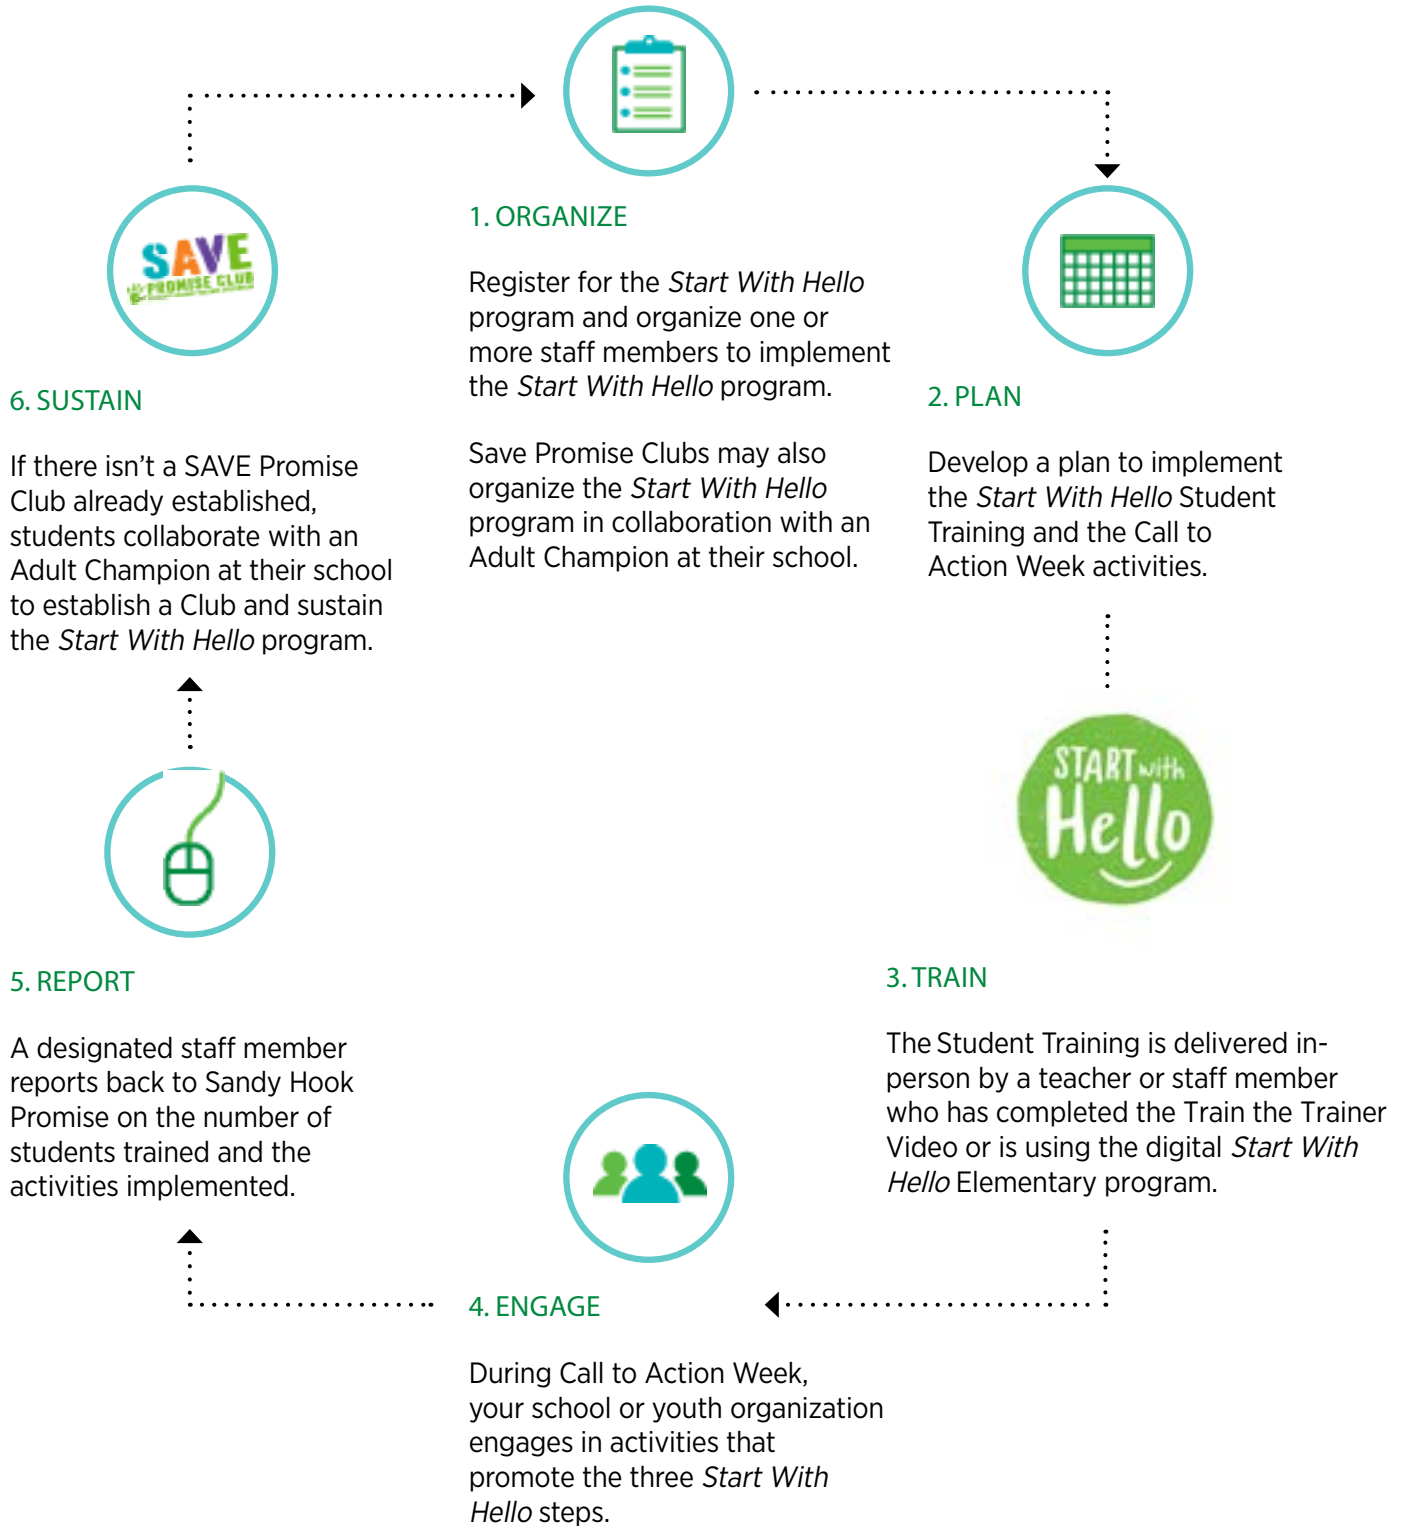 1. ORGANIZE
Register for the Start With Hello
program and organize one or
more staff members to implement
the Start With Hello program.
Save Promise Clubs may also
organize the Start With Hello
program in collaboration with an
Adult Champion at their school.
2. PLAN
Develop a plan to implement
the Start With Hello Student
Training and the Call to
Action Week activities.
START with
Hello
3. TRAIN
The Student Training is delivered in-
person by a teacher or staff member
who has completed the Train the Trainer
Video or is using the digital Start With
Hello Elementary program.
4. ENGAGE
During Call to Action Week,
your school or youth organization
engages in activities that
promote the three Start With
Hello steps.
5. REPORT
A designated staff member
reports back to Sandy Hook
Promise on the number of
students trained and the
activities implemented.
SAVE
PROMISE CLUB
6. SUSTAIN
If there isn't a SAVE Promise
Club already established,
students collaborate with an
Adult Champion at their school
to establish a Club and sustain
the Start With Hello program.